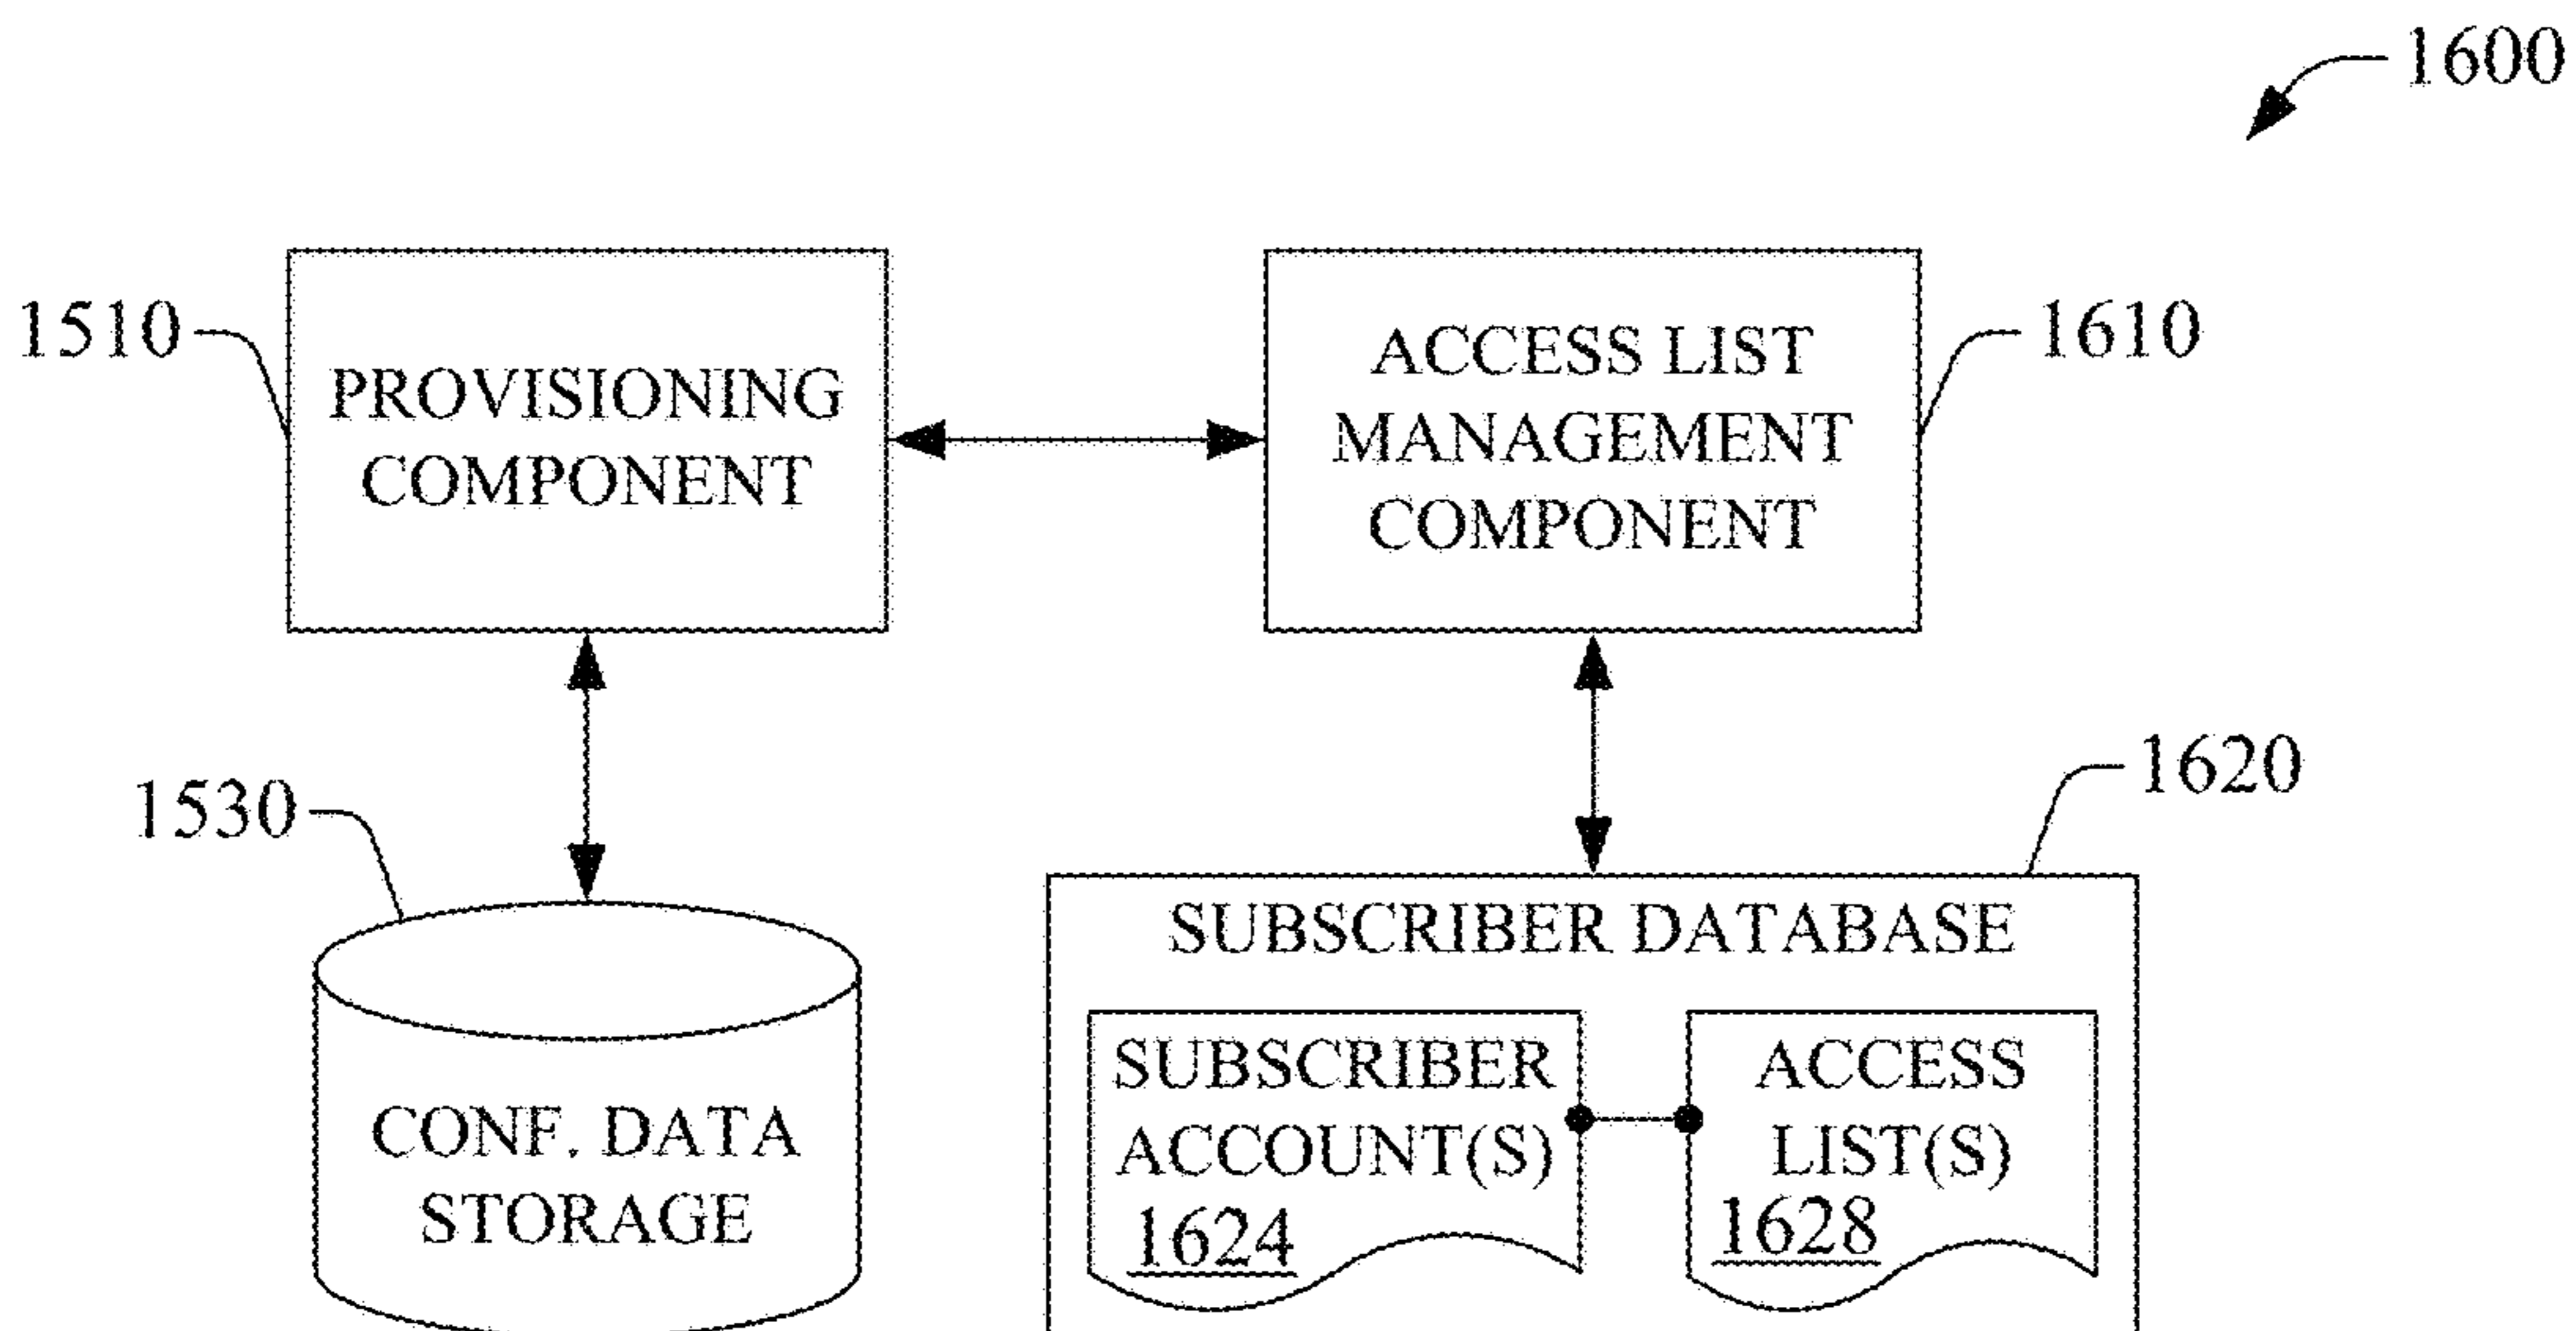 1600
1510
PROVISIONING
COMPONENT
ACCESS LIST
MANAGEMENT
COMPONENT
1610
1530
CONF. DATA
STORAGE
1620
SUBSCRIBER DATABASE
SUBSCRIBER
ACCOUNT(S)
1624
ACCESS
LIST(S)
1628